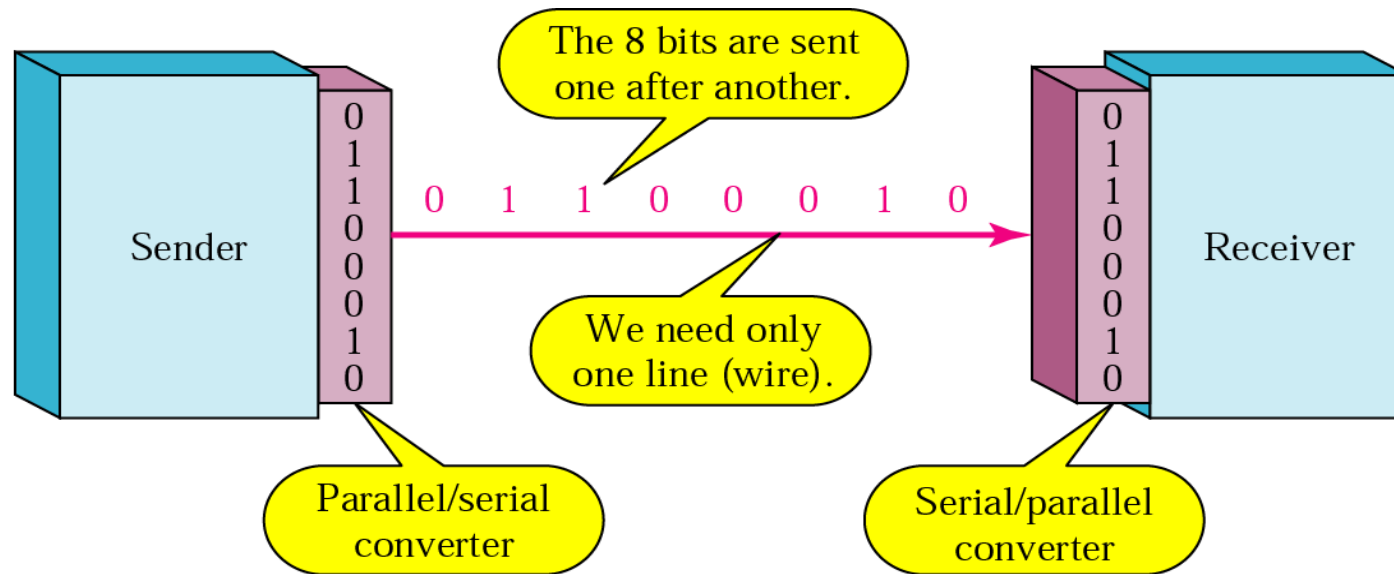 The 8 bits are sent
one after another.
0
1
1
0
0
0
1
0
0 1 1 0 0 0 1 0
0
1
1
0
0
0
1
0
Sender
Receiver
We need only
one line (wire).
Parallel/serial
converter
Serial/parallel
converter